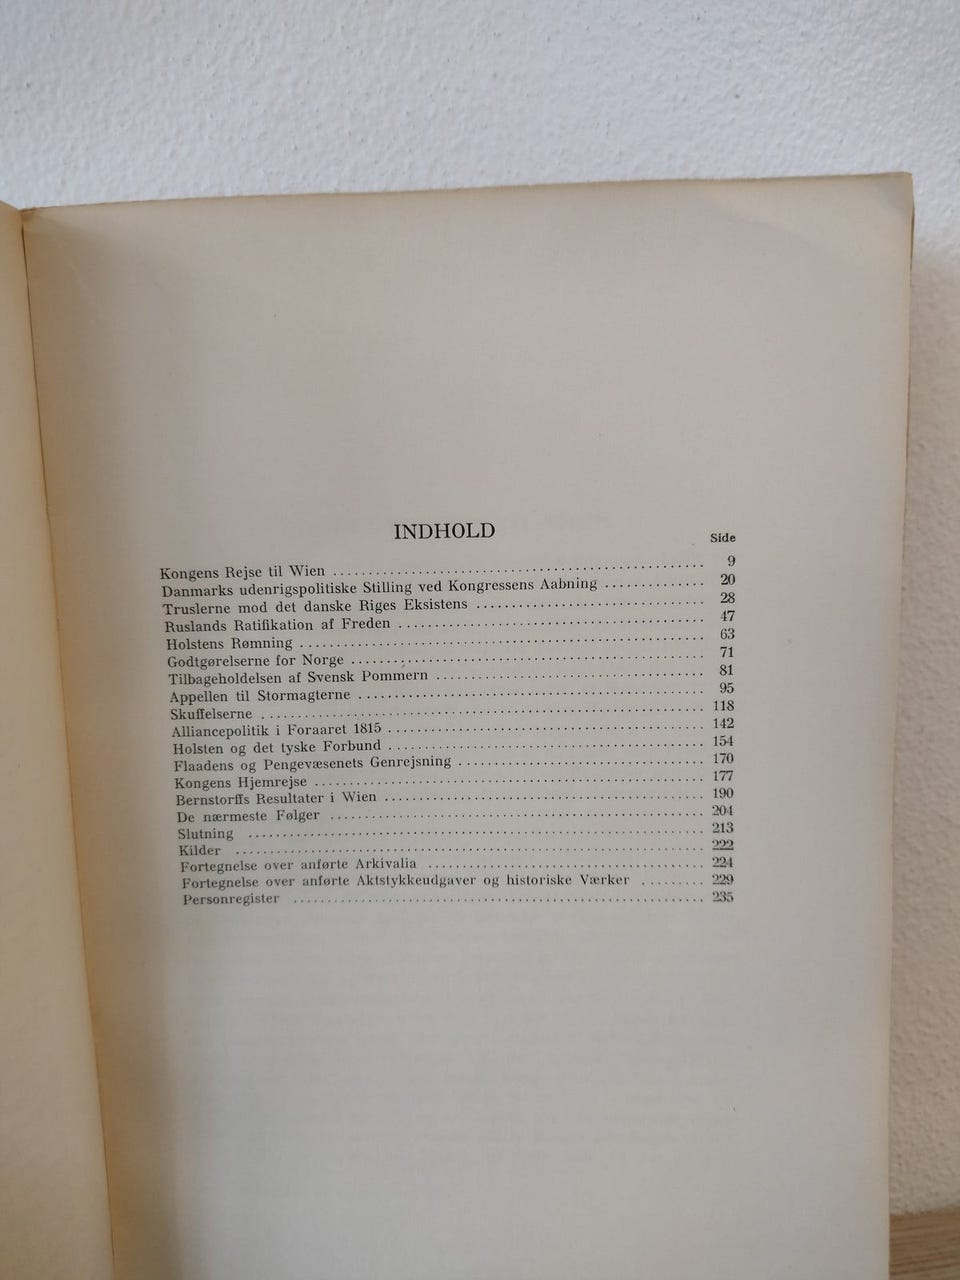 INDHOLD
Side
Kongens Rejse til Wien ........ 9
Danmarks udenrigspolitiske Stilling ved Kongressens Aabning ........ 20
Truslerne mod det danske Riges Eksistens ........ 28
Ruslands Ratifikation af Freden ........ 47
Holstens Rømning ........ 63
Godtgørelserne for Norge ........ 71
Tilbageholdelsen af Svensk Pommern ........ 81
Appellen til Stormagterne ........ 95
Skuffelserne ........ 118
Alliancepolitik i Foraaret 1815 ........ 142
Holsten og det tyske Forbund ........ 154
Flaadens og Pengevæsenets Genrejsning ........ 170
Kongens Hjemrejse ........ 177
Bernstorffs Resultater i Wien ........ 190
De nærmeste Følger ........ 204
Slutning ........ 213
Kilder ........ 222
Fortegnelse over anførte Arkivalia ........ 224
Fortegnelse over anførte Aktstykkeudgaver og historiske Værker ........ 229
Personregister ........ 235